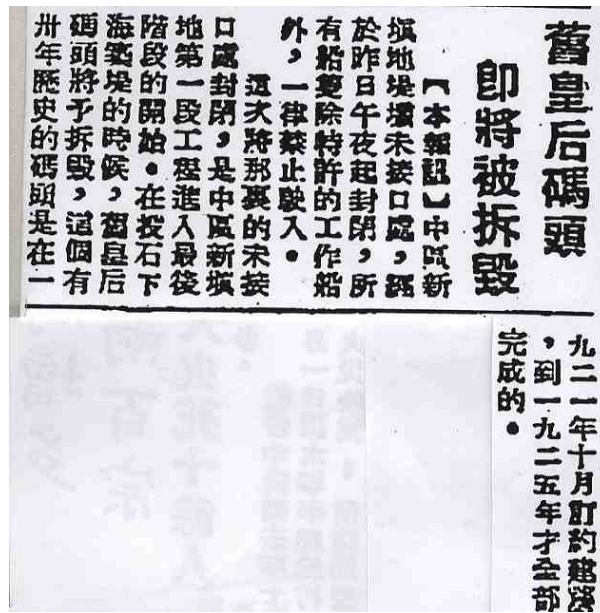 舊皇后碼頭
即將被拆毀
【本報訊】中區新
塡地堤壩未接口處,經
於昨日午夜起封閉,所
有船隻除特許的工作船
外,一律禁止駛入。
這次將那裏的未接
口處封閉,是中區新塡
地第一段工程進入最後
階段的開始。在投石下
海築堤的時候,舊皇后
碼頭將予拆毀,這個有
卅年歷史的碼頭是在一
九二一年十月訂約建築
,到一九二五年才全部
完成的。